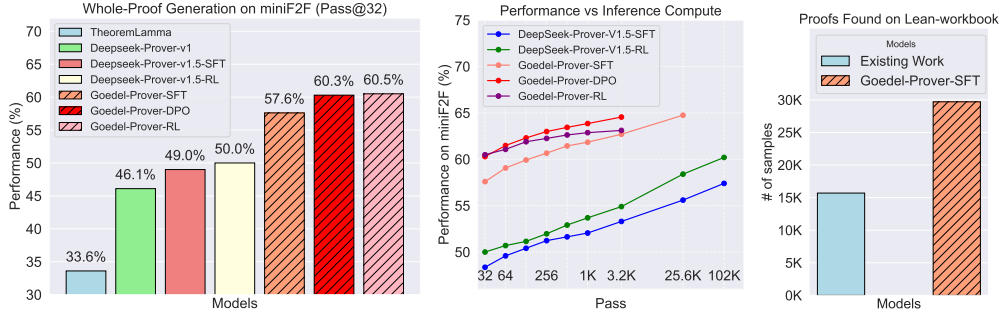 Whole-Proof Generation on miniF2F (Pass@32)
Performance (%)
70
65
60
55
50
45
40
35
30
TheoremLamma
Deepseek-Prover-v1
Deepseek-Prover-v1.5-SFT
Deepseek-Prover-v1.5-RL
Goedel-Prover-SFT
Goedel-Prover-DPO
Goedel-Prover-RL
33.6%
46.1%
49.0%
50.0%
57.6%
60.3%
60.5%
Models
Performance vs Inference Compute
Performance on miniF2F (%)
75
70
65
60
55
50
DeepSeek-Prover-V1.5-SFT
DeepSeek-Prover-V1.5-RL
Goedel-Prover-SFT
Goedel-Prover-DPO
Goedel-Prover-RL
32 64 256 1K 3.2K 25.6K 102K
Pass
Proofs Found on Lean-workbook
Models
Existing Work
Goedel-Prover-SFT
# of samples
30K
25K
20K
15K
10K
5K
0K
Models